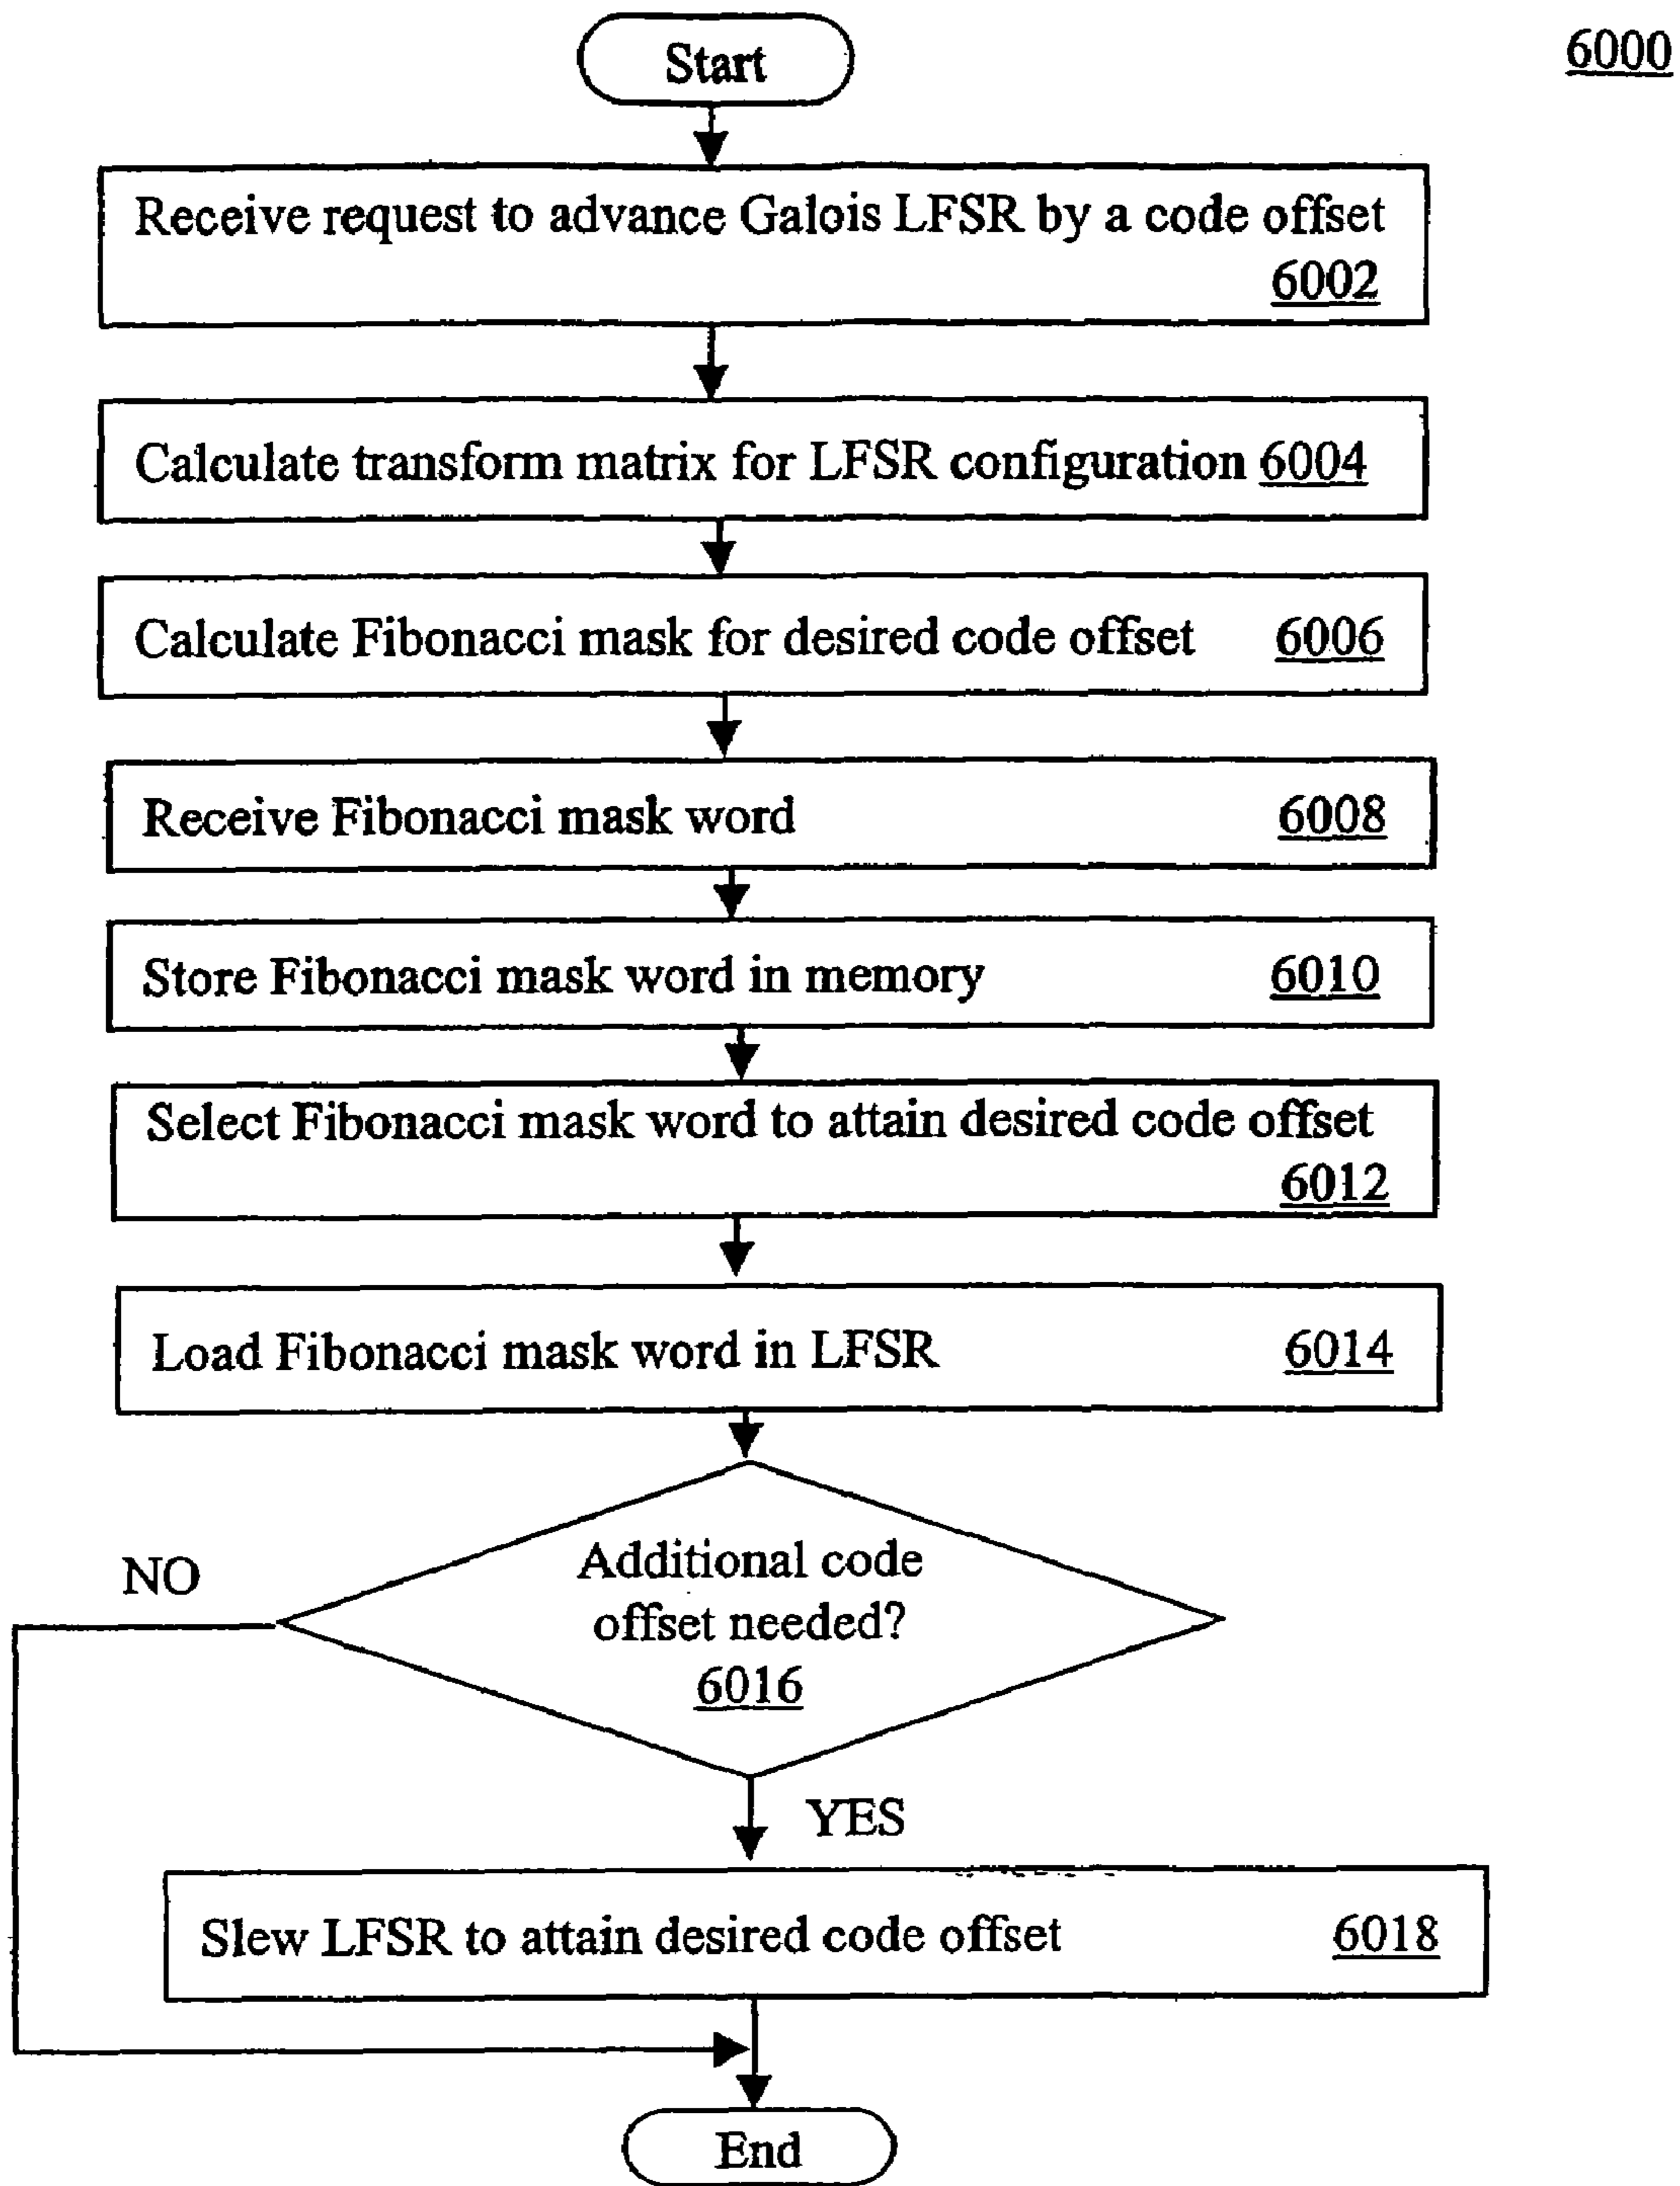 6000
Start
Receive request to advance Galois LFSR by a code offset
6002
Calculate transform matrix for LFSR configuration 6004
Calculate Fibonacci mask for desired code offset 6006
Receive Fibonacci mask word 6008
Store Fibonacci mask word in memory 6010
Select Fibonacci mask word to attain desired code offset
6012
Load Fibonacci mask word in LFSR 6014
Additional code
offset needed?
6016
NO
YES
Slew LFSR to attain desired code offset 6018
End